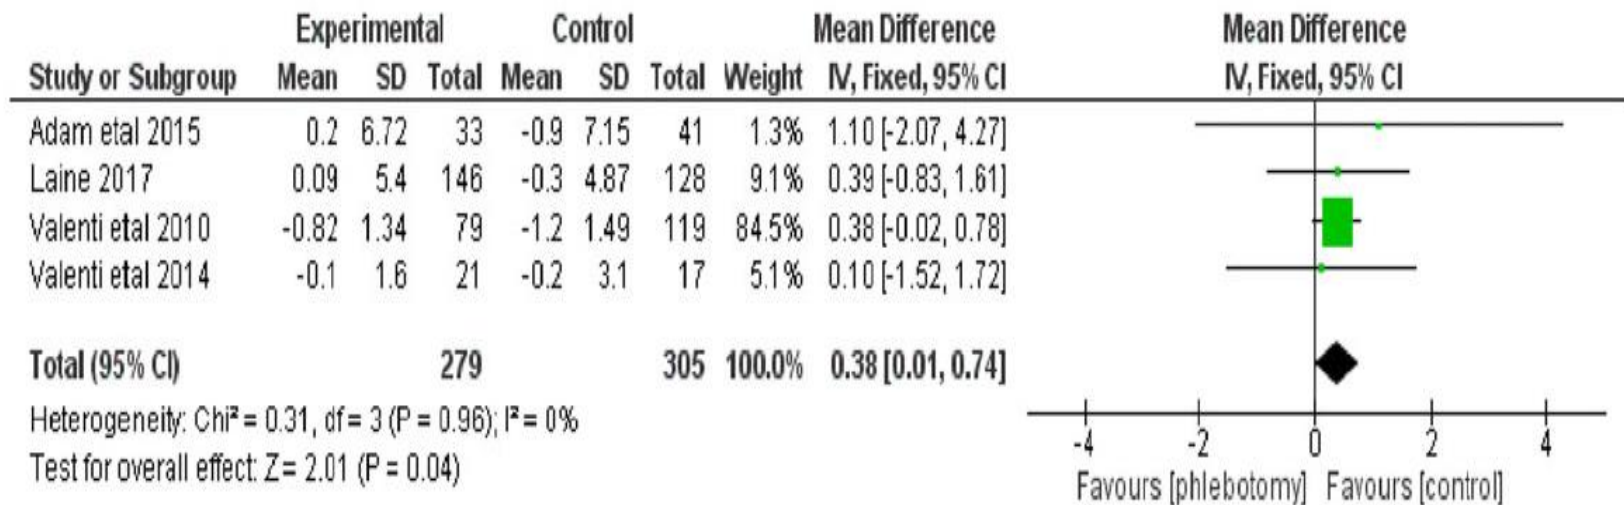 Experimental Control Mean Difference Mean Difference
Study or Subgroup Mean SD Total Mean SD Total Weight IV, Fixed, 95% CI IV, Fixed, 95% CI
Adam etal 2015 0.2 6.72 33 -0.9 7.15 41 1.3% 1.10 [-2.07, 4.27]
Laine 2017 0.09 5.4 146 -0.3 4.87 128 9.1% 0.39 [-0.83, 1.61]
Valenti etal 2010 -0.82 1.34 79 -1.2 1.49 119 84.5% 0.38 [-0.02, 0.78]
Valenti etal 2014 -0.1 1.6 21 -0.2 3.1 17 5.1% 0.10 [-1.52, 1.72]
Total (95% CI) 279 305 100.0% 0.38 [0.01, 0.74]
Heterogeneity: Chi² = 0.31, df = 3 (P = 0.96); I² = 0%
Test for overall effect: Z = 2.01 (P = 0.04)
-4 -2 0 2 4
Favours [phlebotomy] Favours [control]